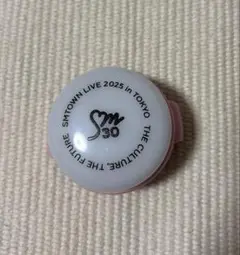 SMTOWN LIVE 2025 in TOKYO
THE CULTURE, THE FUTURE
Sm
30